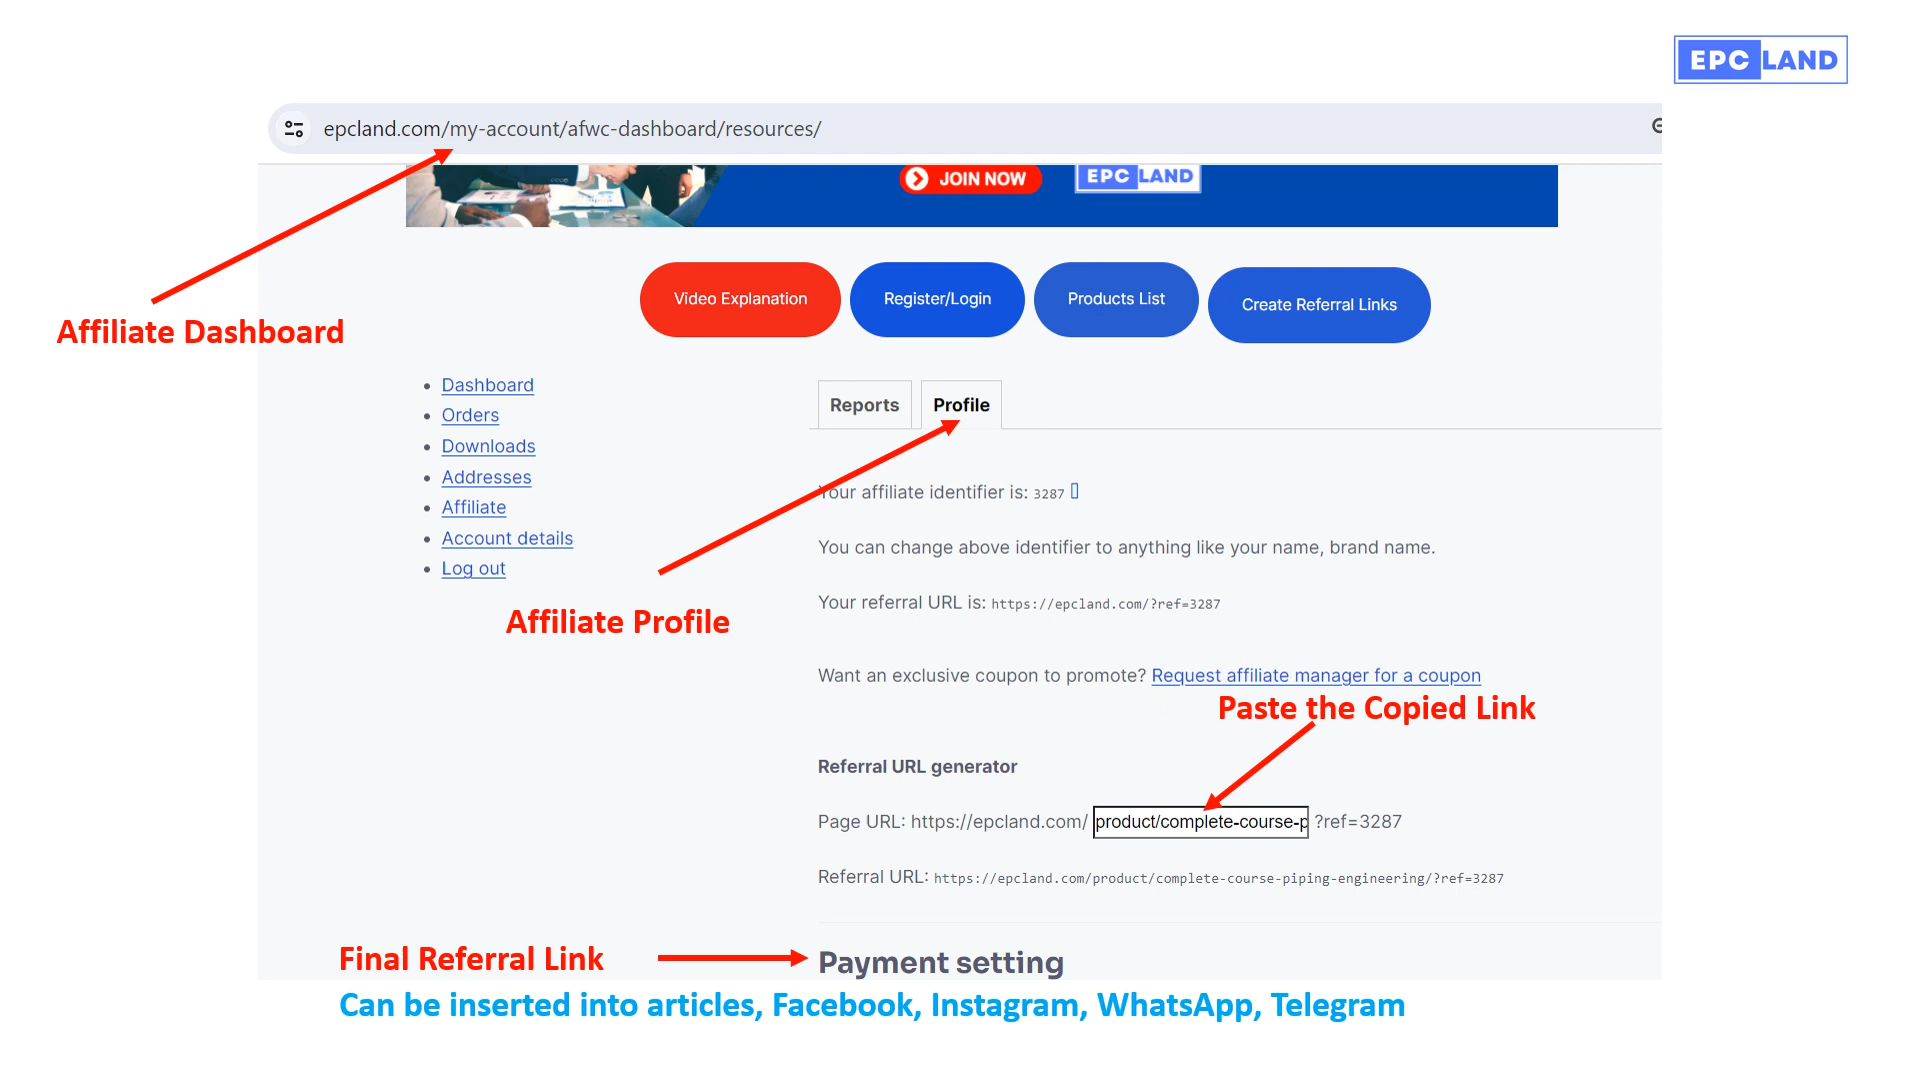 EPC LAND
epcland.com/my-account/afwc-dashboard/resources/
JOIN NOW
EPC LAND
Video Explanation
Register/Login
Products List
Create Referral Links
Affiliate Dashboard
Dashboard
Orders
Downloads
Addresses
Affiliate
Account details
Log out
Reports
Profile
Your affiliate identifier is: 3287
You can change above identifier to anything like your name, brand name.
Affiliate Profile
Your referral URL is: https://epcland.com/?ref=3287
Want an exclusive coupon to promote? Request affiliate manager for a coupon
Paste the Copied Link
Referral URL generator
Page URL: https://epcland.com/ product/complete-course-p ?ref=3287
Referral URL: https://epcland.com/product/complete-course-piping-engineering/?ref=3287
Final Referral Link
Payment setting
Can be inserted into articles, Facebook, Instagram, WhatsApp, Telegram